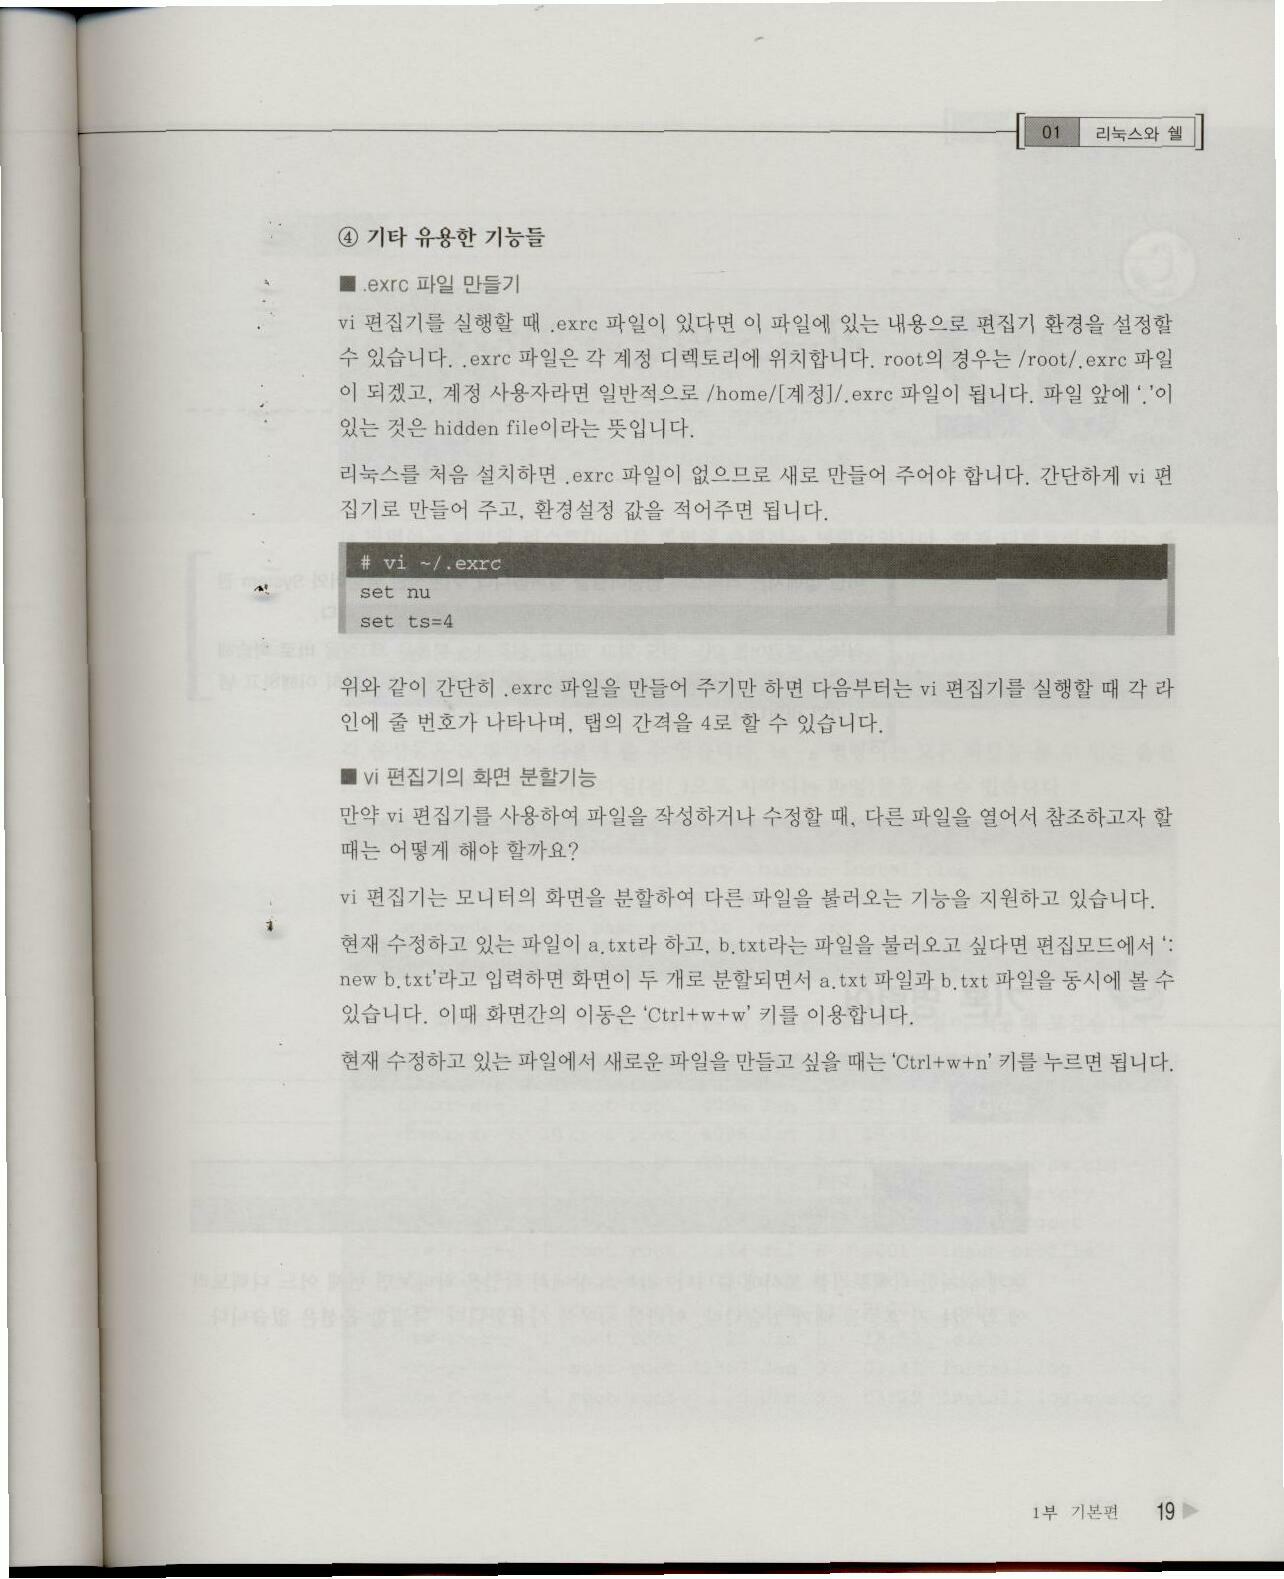 01 리눅스와 쉘
④ 기타 유용한 기능들
■ .exrc 파일 만들기
vi 편집기를 실행할 때 .exrc 파일이 있다면 이 파일에 있는 내용으로 편집기 환경을 설정할
수 있습니다. .exrc 파일은 각 계정 디렉토리에 위치합니다. root의 경우는 /root/.exrc 파일
이 되겠고, 계정 사용자라면 일반적으로 /home/[계정]/.exrc 파일이 됩니다. 파일 앞에 '.'이
있는 것은 hidden file이라는 뜻입니다.
리눅스를 처음 설치하면 .exrc 파일이 없으므로 새로 만들어 주어야 합니다. 간단하게 vi 편
집기로 만들어 주고, 환경설정 값을 적어주면 됩니다.
# vi ~/.exrc
set nu
set ts=4
위와 같이 간단히 .exrc 파일을 만들어 주기만 하면 다음부터는 vi 편집기를 실행할 때 각 라
인에 줄 번호가 나타나며, 탭의 간격을 4로 할 수 있습니다.
■ vi 편집기의 화면 분할기능
만약 vi 편집기를 사용하여 파일을 작성하거나 수정할 때, 다른 파일을 열어서 참조하고자 할
때는 어떻게 해야 할까요?
vi 편집기는 모니터의 화면을 분할하여 다른 파일을 불러오는 기능을 지원하고 있습니다.
현재 수정하고 있는 파일이 a.txt라 하고, b.txt라는 파일을 불러오고 싶다면 편집모드에서 ':
new b.txt'라고 입력하면 화면이 두 개로 분할되면서 a.txt 파일과 b.txt 파일을 동시에 볼 수
있습니다. 이때 화면간의 이동은 'Ctrl+w+w' 키를 이용합니다.
현재 수정하고 있는 파일에서 새로운 파일을 만들고 싶을 때는 'Ctrl+w+n' 키를 누르면 됩니다.
1부 기본편 19